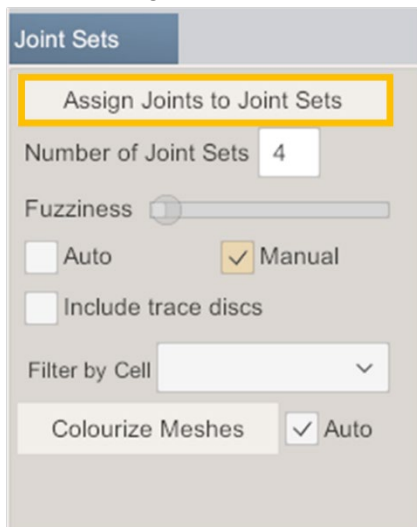 Joint Sets
Assign Joints to Joint Sets
Number of Joint Sets 4
Fuzziness
Auto Manual
Include trace discs
Filter by Cell
Colourize Meshes Auto